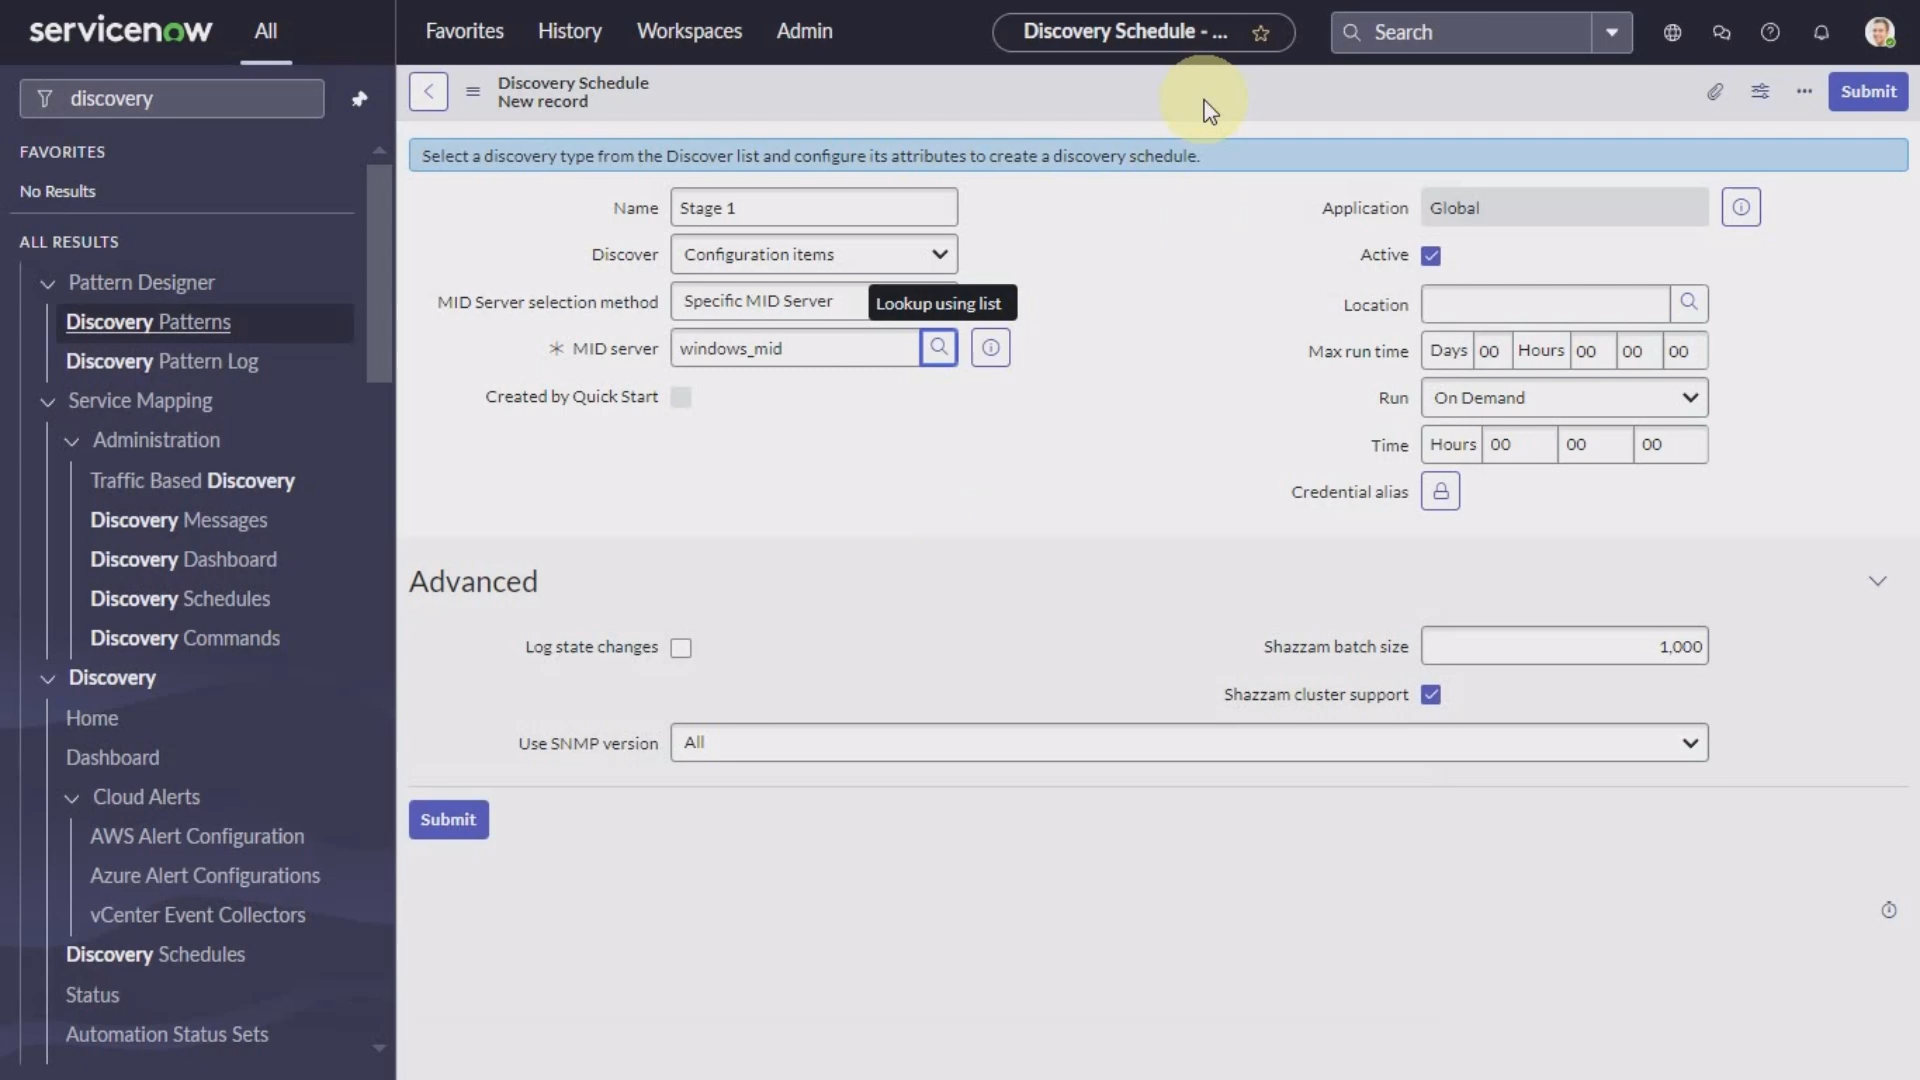 servicenow
All
Favorites
History
Workspaces
Admin
Discovery Schedule - ...
Search
discovery
Discovery Schedule
New record
Submit
FAVORITES
No Results
ALL RESULTS
Pattern Designer
Discovery Patterns
Discovery Pattern Log
Service Mapping
Administration
Traffic Based Discovery
Discovery Messages
Discovery Dashboard
Discovery Schedules
Discovery Commands
Discovery
Home
Dashboard
Cloud Alerts
AWS Alert Configuration
Azure Alert Configurations
vCenter Event Collectors
Discovery Schedules
Status
Automation Status Sets
Select a discovery type from the Discover list and configure its attributes to create a discovery schedule.
Name
Stage 1
Discover
Configuration items
MID Server selection method
Specific MID Server
Lookup using list
MID server
windows_mid
Created by Quick Start
Application
Global
Active
Location
Max run time
Days 00 Hours 00 00 00
Run
On Demand
Time
Hours 00 00 00
Credential alias
Advanced
Log state changes
Shazzam batch size
1,000
Shazzam cluster support
Use SNMP version
All
Submit